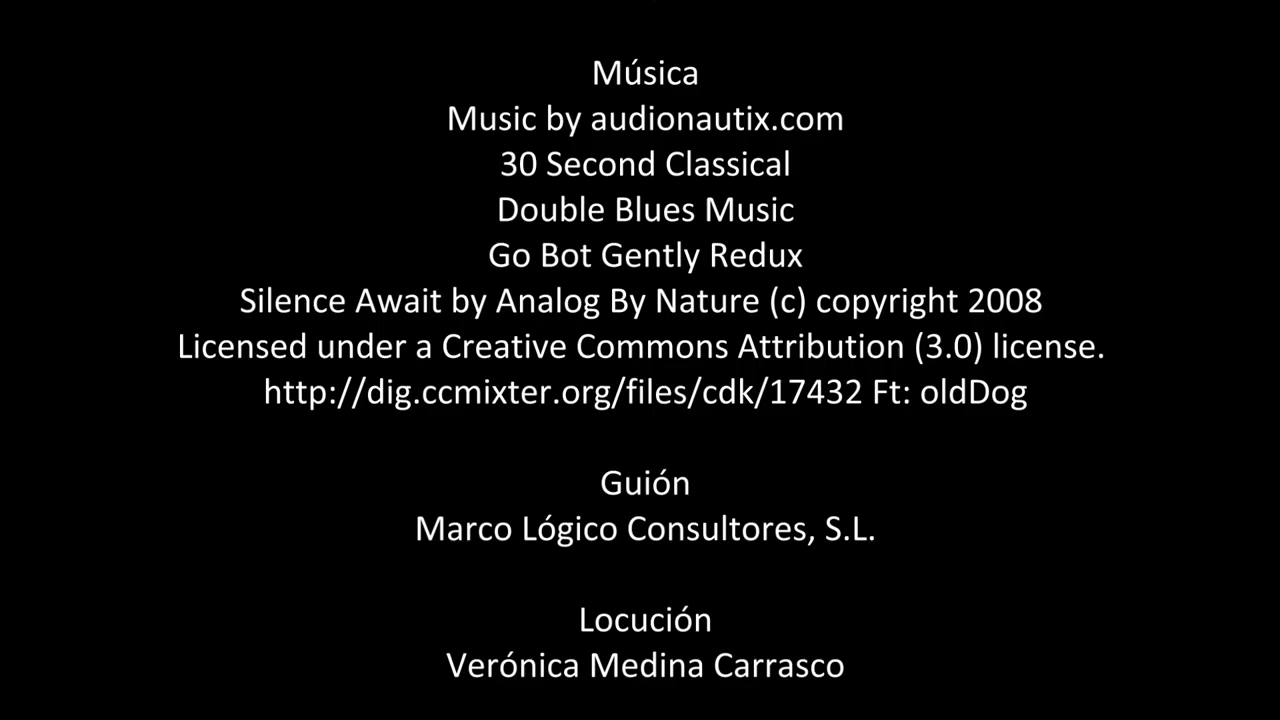 Música
Music by audionautix.com
30 Second Classical
Double Blues Music
Go Bot Gently Redux
Silence Await by Analog By Nature (c) copyright 2008
Licensed under a Creative Commons Attribution (3.0) license.
http://dig.ccmixter.org/files/cdk/17432 Ft: oldDog
Guión
Marco Lógico Consultores, S.L.
Locución
Verónica Medina Carrasco